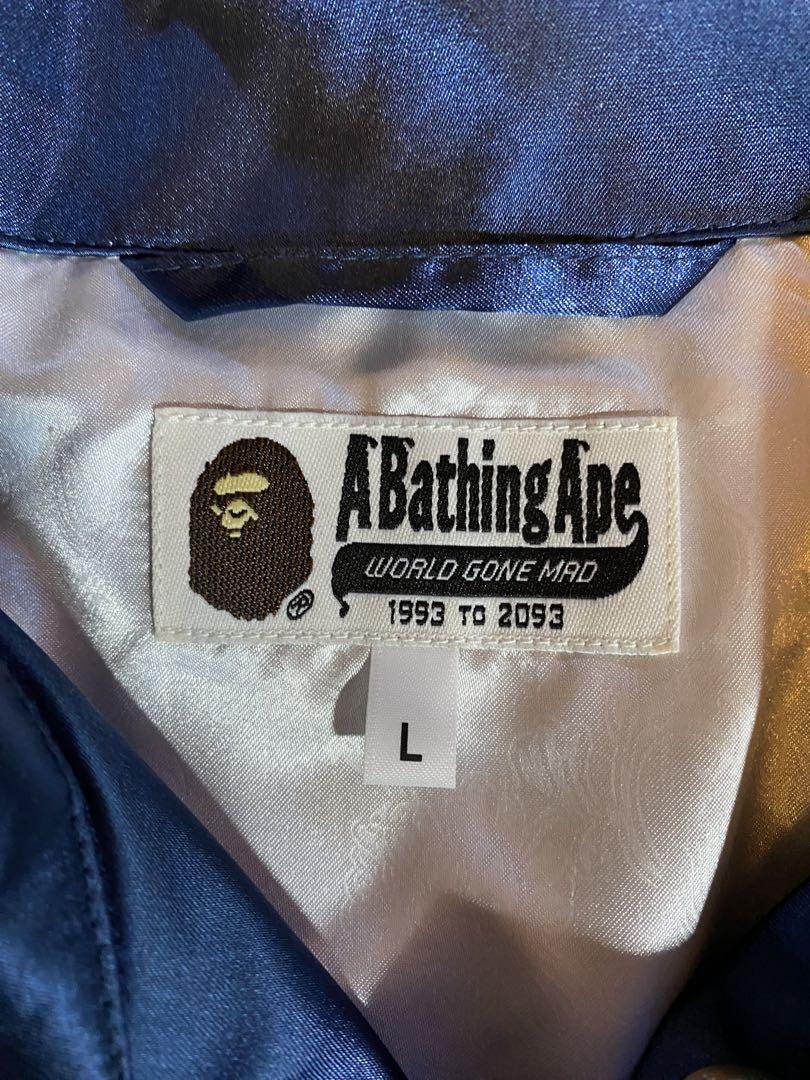 A Bathing Ape
WORLD GONE MAD
1993 TO 2093
®
L